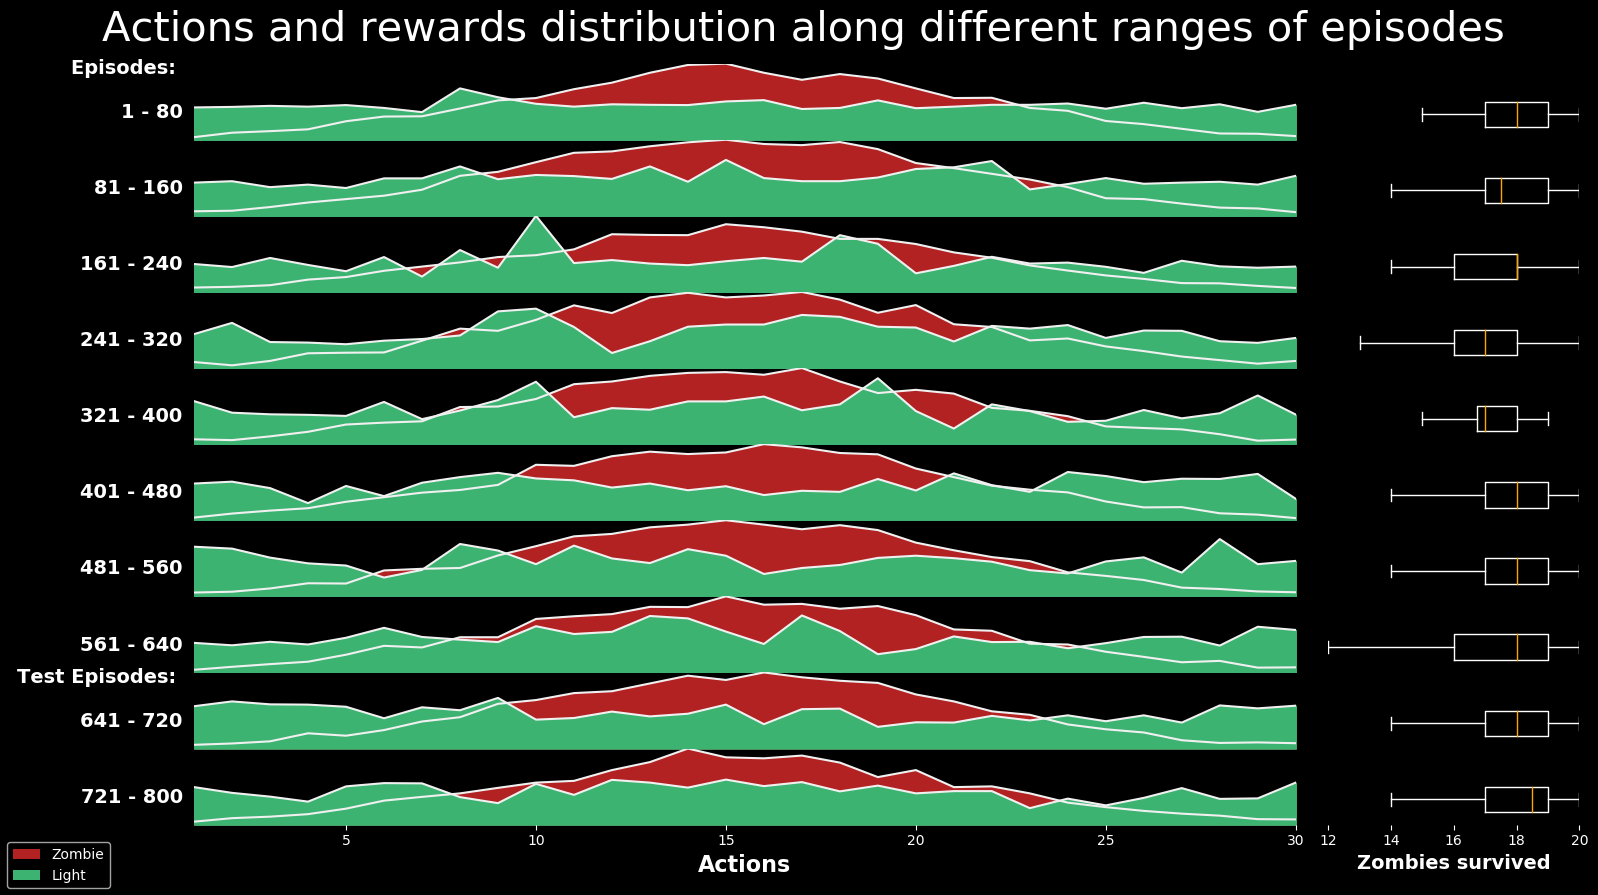 Actions and rewards distribution along different ranges of episodes
Episodes:
1 - 80
81 - 160
161 - 240
241 - 320
321 - 400
401 - 480
481 - 560
561 - 640
Test Episodes:
641 - 720
721 - 800
5 10 15 20 25 30 12 14 16 18 20
Actions
Zombies survived
Zombie
Light